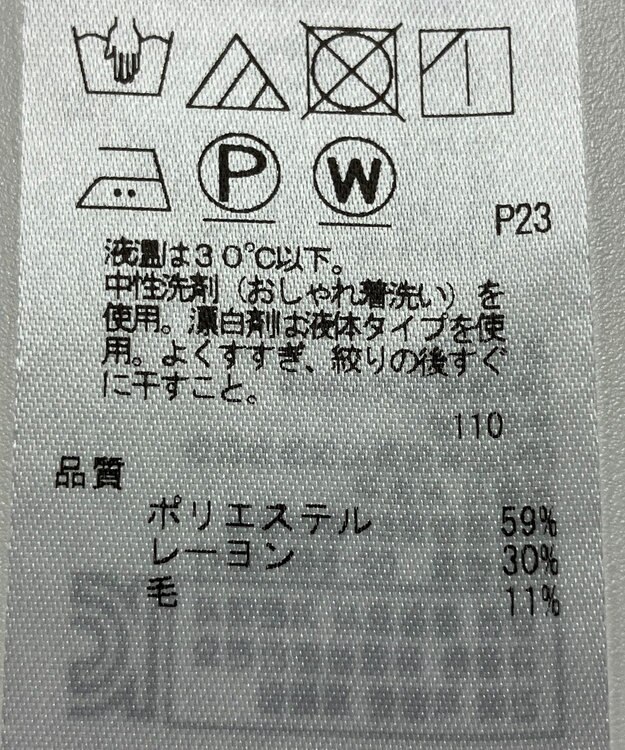 P W
P23
液温は30℃以下。
中性洗剤（おしゃれ着洗い）を
使用。漂白剤は液体タイプを使
用。よくすすぎ、絞りの後すぐ
に干すこと。
110
品質
ポリエステル 59%
レーヨン 30%
毛 11%